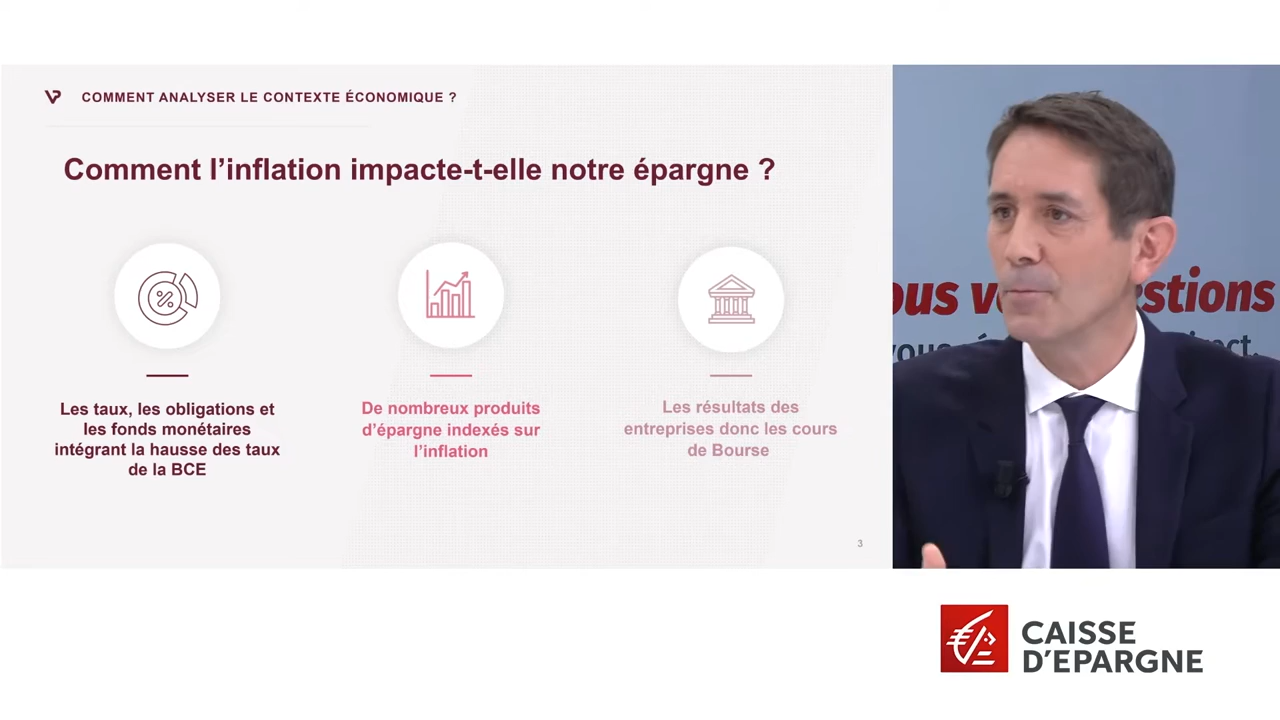 VP
COMMENT ANALYSER LE CONTEXTE ÉCONOMIQUE ?
Comment l’inflation impacte-t-elle notre épargne ?
%
Les taux, les obligations et
les fonds monétaires
intégrant la hausse des taux
de la BCE
De nombreux produits
d’épargne indexés sur
l’inflation
Les résultats des
entreprises donc les cours
de Bourse
3
CAISSE
D'EPARGNE